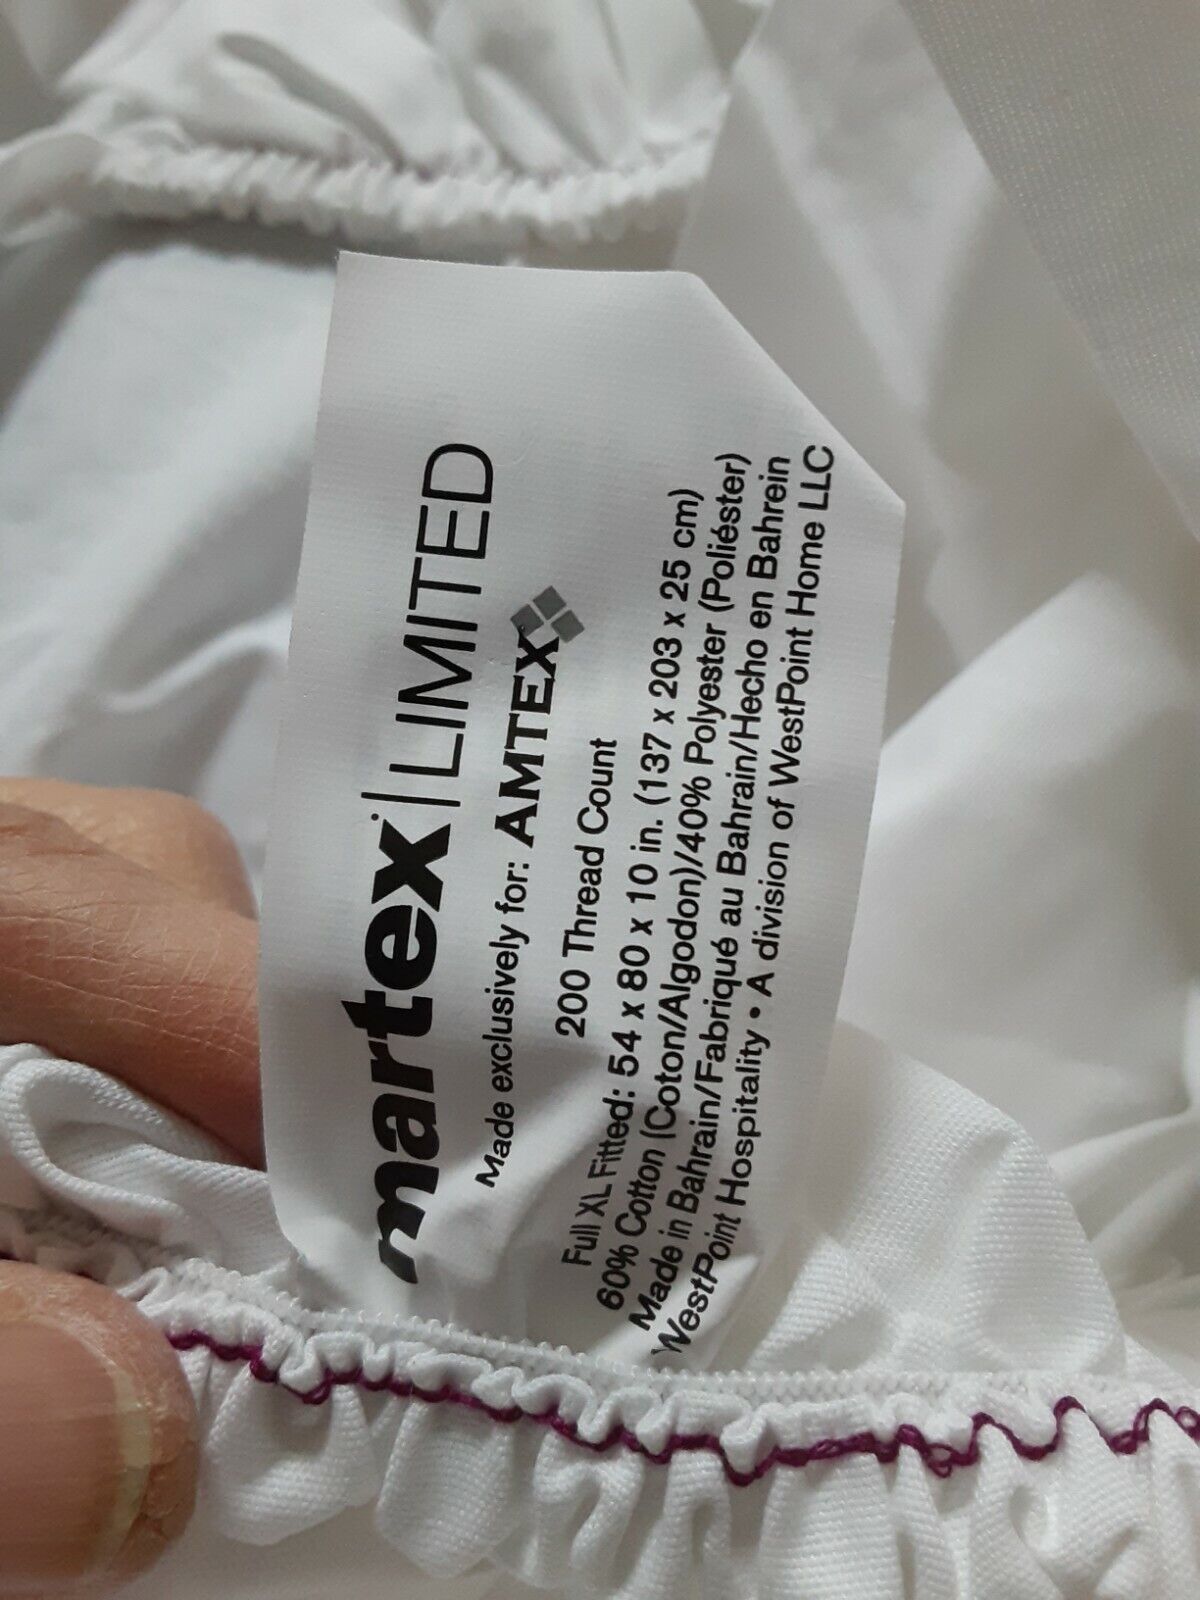 martex|LIMITED
Made exclusively for: AMTEX
200 Thread Count
Full XL Fitted: 54 x 80 x 10 in. (137 x 203 x 25 cm)
60% Cotton (Coton/Algodon)/40% Polyester (Poliéster)
Made in Bahrain/Fabriqué au Bahrain/Hecho en Bahrein
WestPoint Hospitality • A division of WestPoint Home LLC